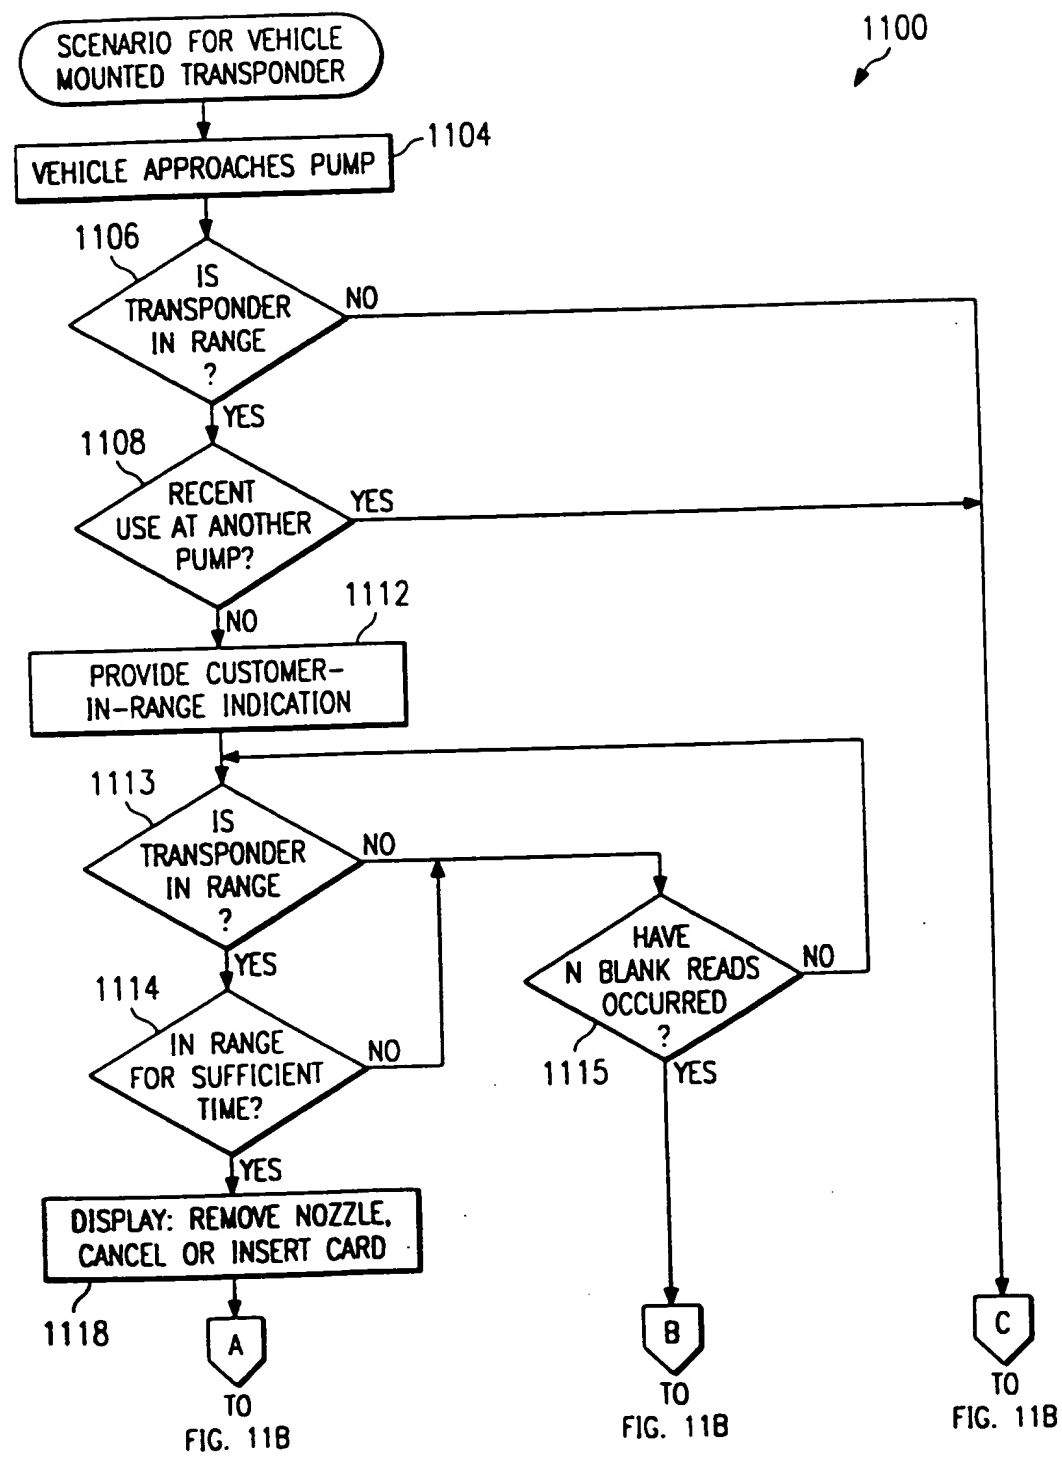 1100
SCENARIO FOR VEHICLE
MOUNTED TRANSPONDER
1104
VEHICLE APPROACHES PUMP
1106
IS
TRANSPONDER
IN RANGE
?
NO
YES
1108
RECENT
USE AT ANOTHER
PUMP?
YES
NO
1112
PROVIDE CUSTOMER-
IN-RANGE INDICATION
1113
IS
TRANSPONDER
IN RANGE
?
NO
YES
1114
IN RANGE
FOR SUFFICIENT
TIME?
NO
YES
HAVE
N BLANK READS
OCCURRED
?
NO
1115
YES
DISPLAY: REMOVE NOZZLE,
CANCEL OR INSERT CARD
1118
A
TO
FIG. 11B
B
TO
FIG. 11B
C
TO
FIG. 11B